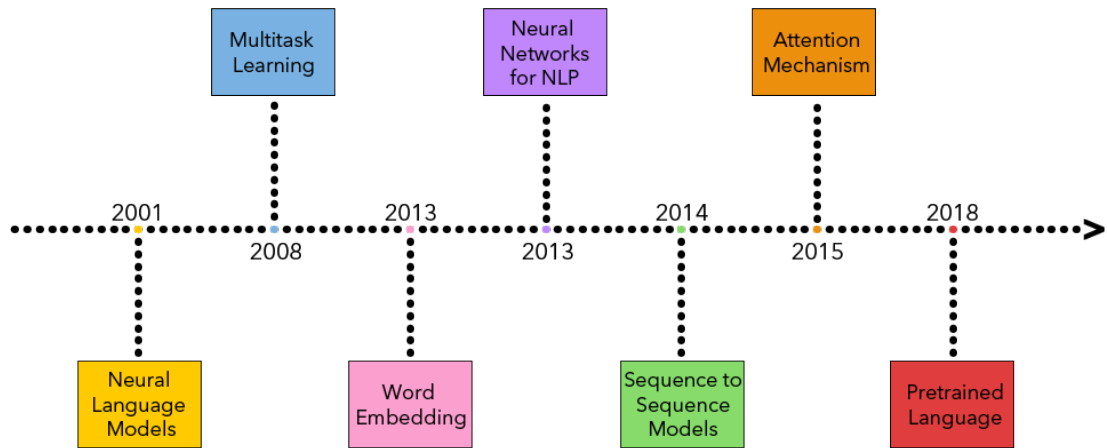 Multitask
Learning
Neural
Networks
for NLP
Attention
Mechanism
2001
2013
2014
2018
2008
2013
2015
Neural
Language
Models
Word
Embedding
Sequence to
Sequence
Models
Pretrained
Language